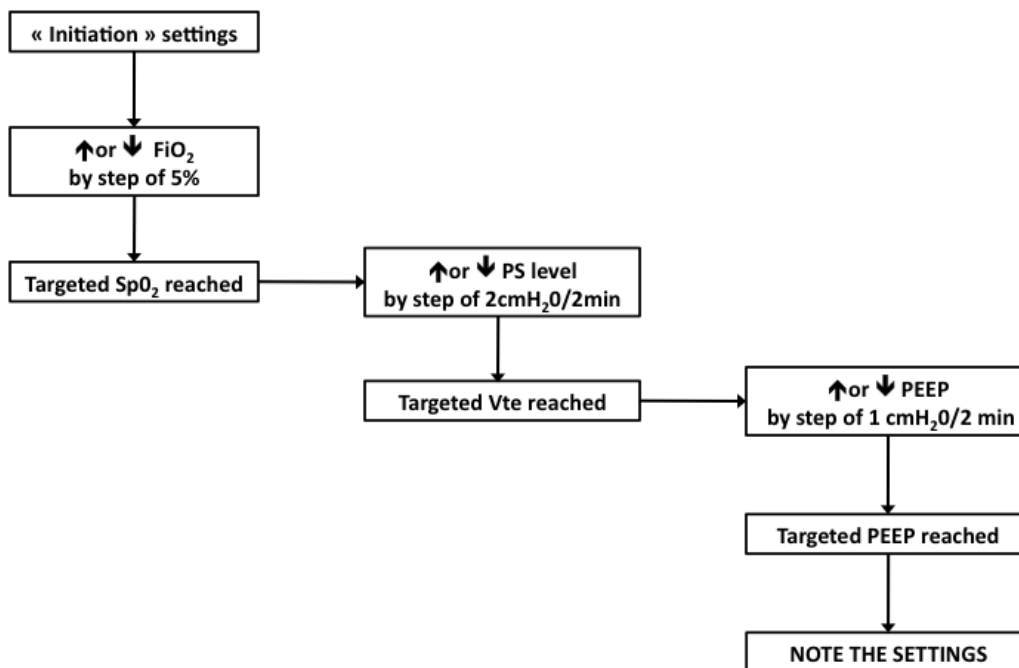 « Initiation » settings
↑or ↓ FiO₂
by step of 5%
Targeted Sp0₂ reached
↑or ↓ PS level
by step of 2cmH₂0/2min
Targeted Vte reached
↑or ↓ PEEP
by step of 1 cmH₂0/2 min
Targeted PEEP reached
NOTE THE SETTINGS